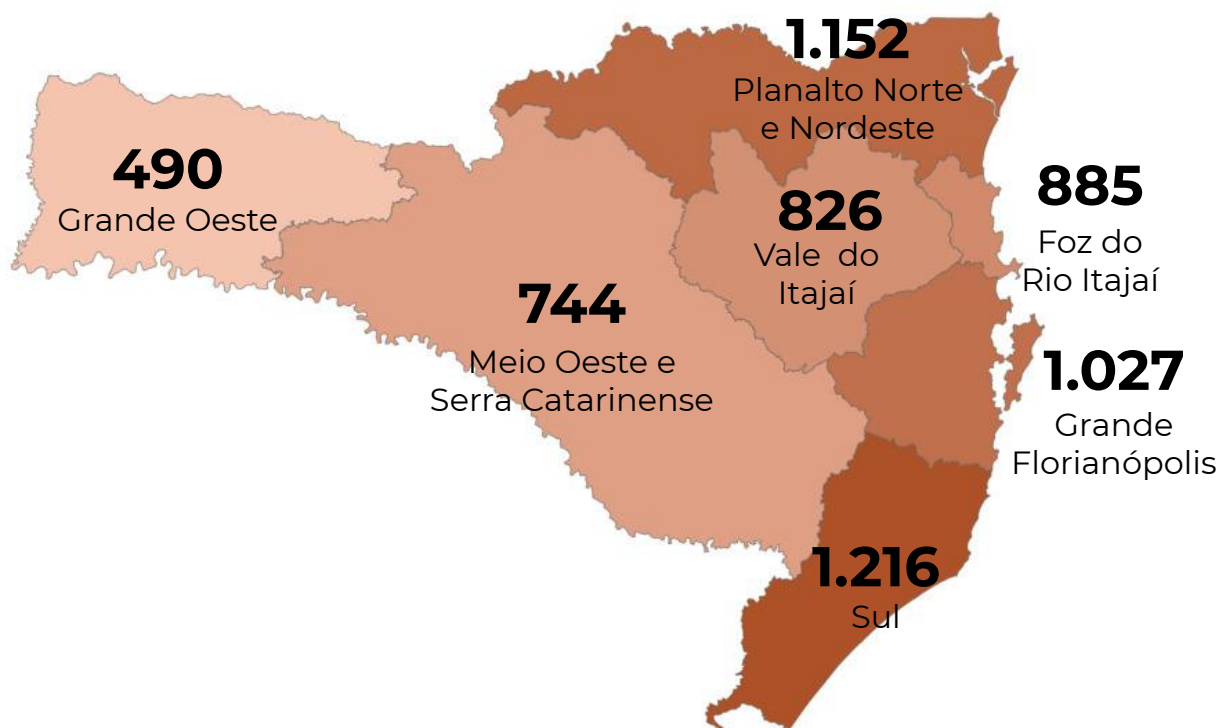 1.152
Planalto Norte
e Nordeste
490
Grande Oeste
826
Vale do
Itajaí
885
Foz do
Rio Itajaí
744
Meio Oeste e
Serra Catarinense
1.027
Grande
Florianópolis
1.216
Sul